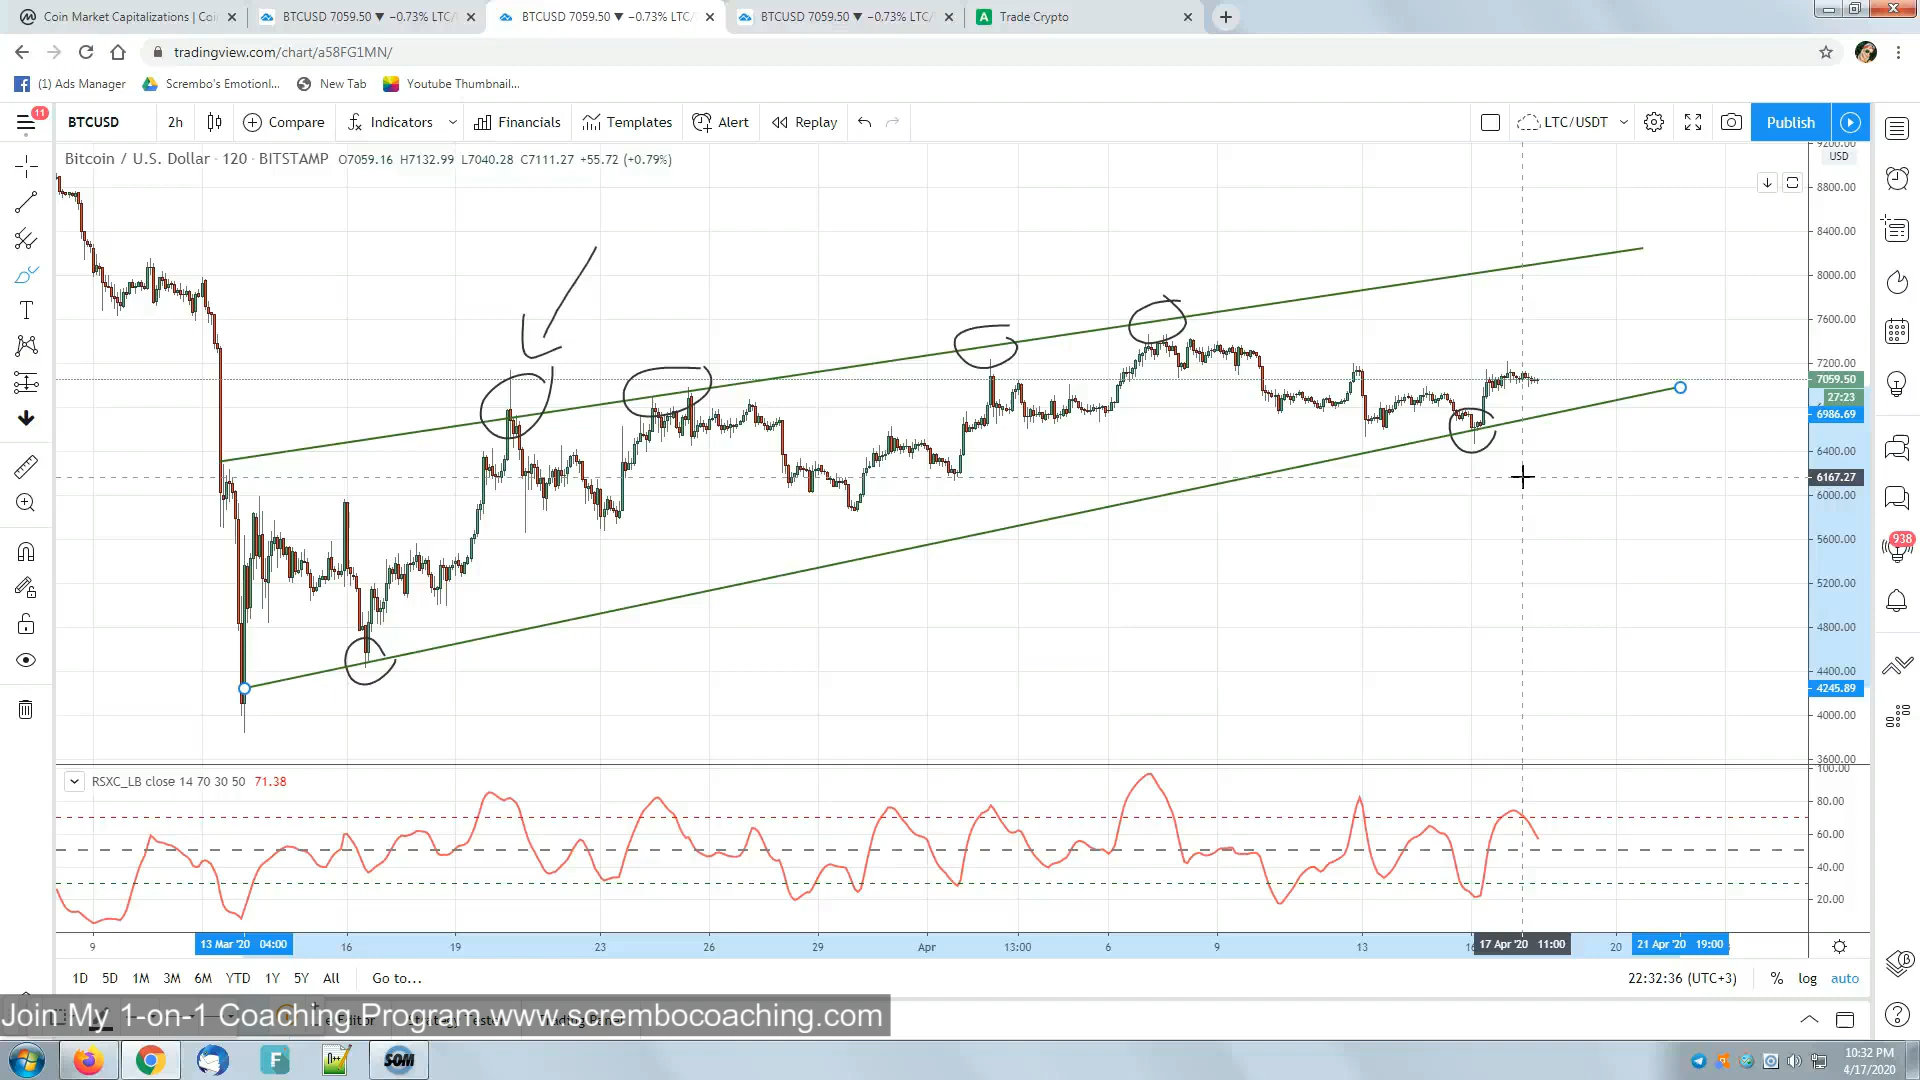 Coin Market Capitalizations | Coi
BTCUSD 7059.50 ▼ −0.73% LTC/
BTCUSD 7059.50 ▼ −0.73% LTC/
BTCUSD 7059.50 ▼ −0.73% LTC/
A Trade Crypto
tradingview.com/chart/a58FG1MN/
(1) Ads Manager
Scrembo's Emotionl...
New Tab
Youtube Thumbnail...
11
BTCUSD
2h
Compare
Indicators
Financials
Templates
Alert
Replay
LTC/USDT
Publish
Bitcoin / U.S. Dollar · 120 · BITSTAMP O7059.16 H7132.99 L7040.28 C7111.27 +55.72 (+0.79%)
9200.00
USD
8800.00
8400.00
8000.00
7600.00
7200.00
7059.50
27:23
6986.69
6400.00
6167.27
6000.00
5600.00
5200.00
4800.00
4400.00
4245.89
4000.00
3600.00
938
RSXC_LB close 14 70 30 50 71.38
100.00
80.00
60.00
40.00
20.00
9
13 Mar '20 04:00
16
19
23
26
29
Apr
13:00
6
9
13
17 Apr '20 11:00
20
21 Apr '20 19:00
1D 5D 1M 3M 6M YTD 1Y 5Y All Go to...
22:32:36 (UTC+3) % log auto
Join My 1-on-1 Coaching Program www.scrembocoaching.com
SOM
10:32 PM
4/17/2020